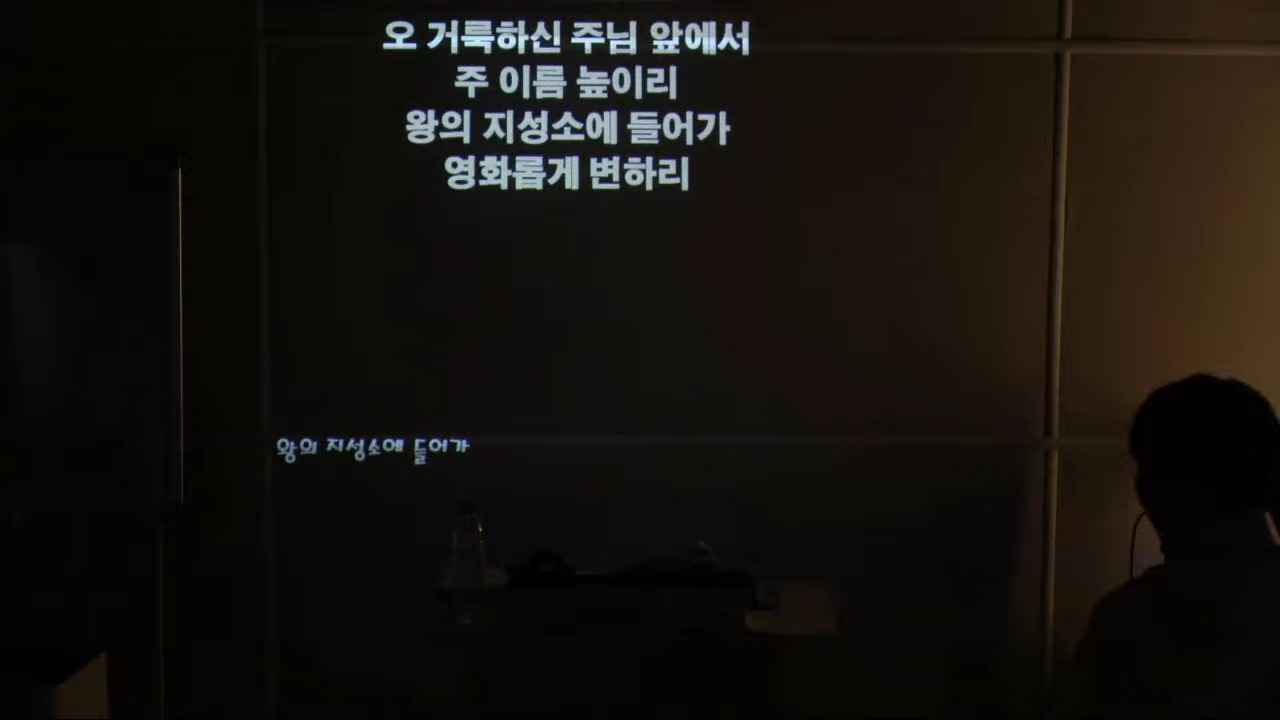 오 거룩하신 주님 앞에서
주 이름 높이리
왕의 지성소에 들어가
영화롭게 변하리
왕의 지성소에 들어가